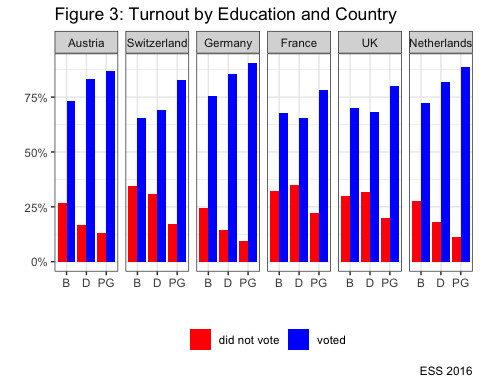 Figure 3: Turnout by Education and Country
Austria Switzerland Germany France UK Netherlands
75%
50%
25%
0%
B D PG B D PG B D PG B D PG B D PG B D PG
did not vote voted
ESS 2016